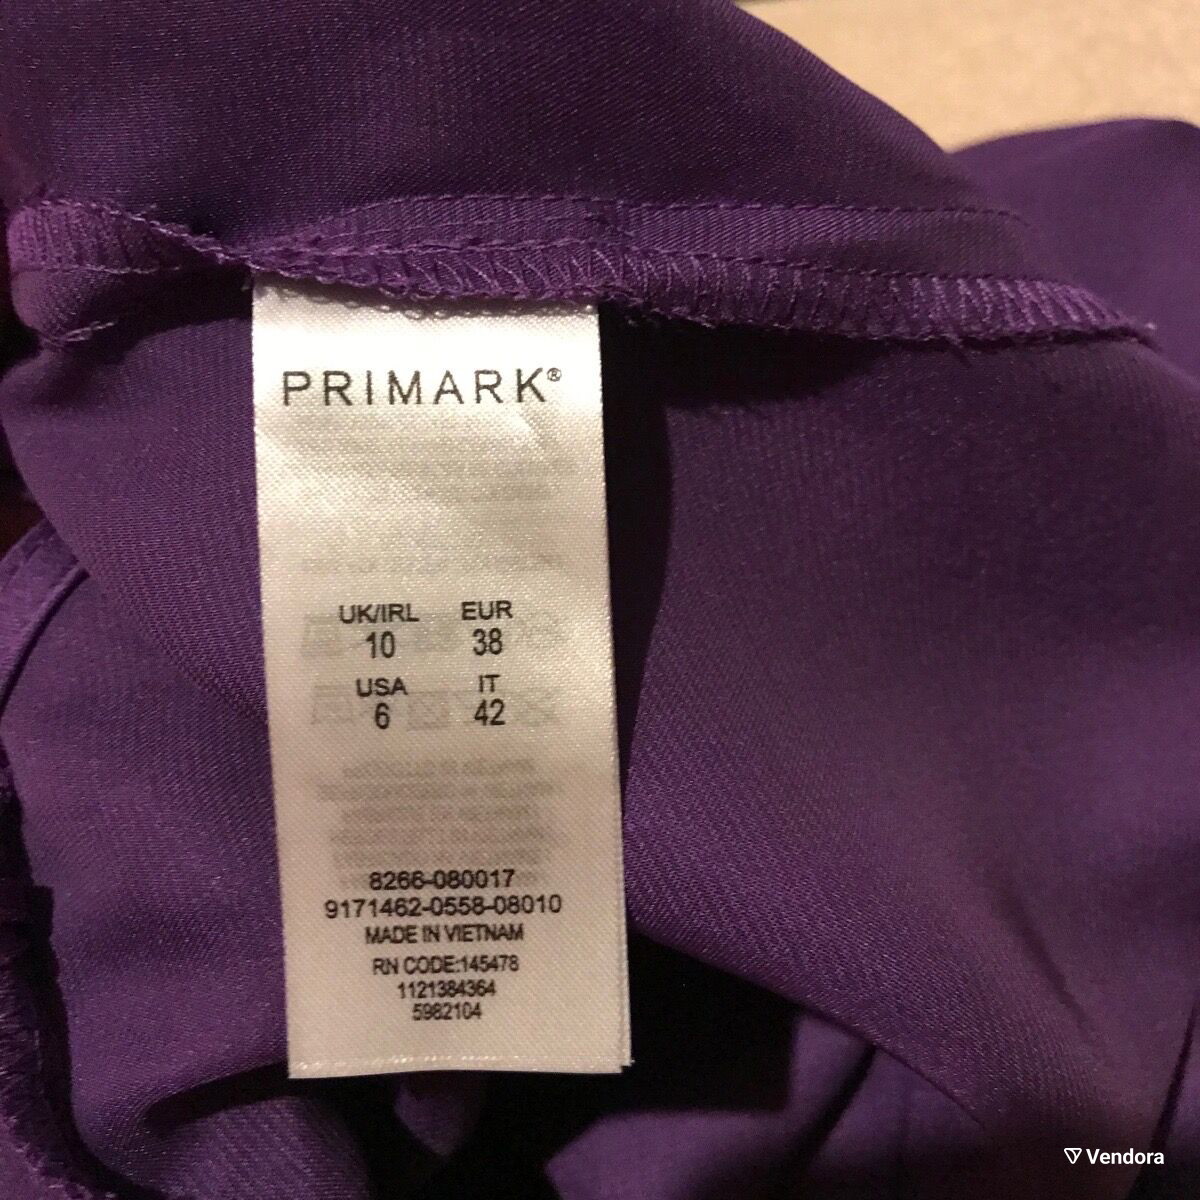 PRIMARK®
UK/IRL EUR
10 38
USA IT
6 42
8266-080017
9171462-0558-08010
MADE IN VIETNAM
RN CODE:145478
1121384364
5982104
Vendora